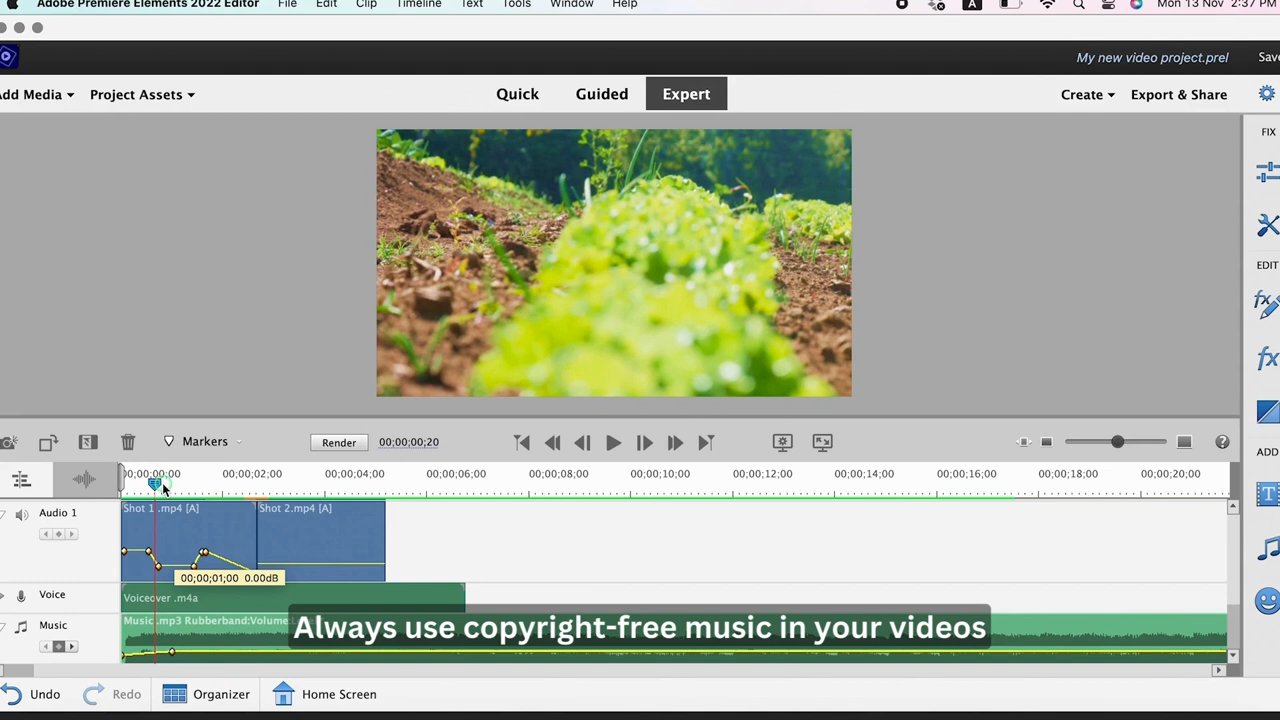 Adobe Premiere Elements 2022 Editor File Edit Clip Timeline Text Tools Window Help A Mon 13 Nov 2:37 PM
My new video project.prel Save
Add Media Project Assets Quick Guided Expert Create Export & Share
FIX
EDIT
Markers Render 00;00;00;20
ADD
00;00;00;00 00;00;02;00 00;00;04;00 00;00;06;00 00;00;08;00 00;00;10;00 00;00;12;00 00;00;14;00 00;00;16;00 00;00;18;00 00;00;20;00
Audio 1 Shot 1 .mp4 [A] Shot 2.mp4 [A]
00;00;01;00 0.00dB
Voice Voiceover .m4a
Music Music .mp3 Rubberband:Volume:
Always use copyright-free music in your videos
Undo Redo Organizer Home Screen